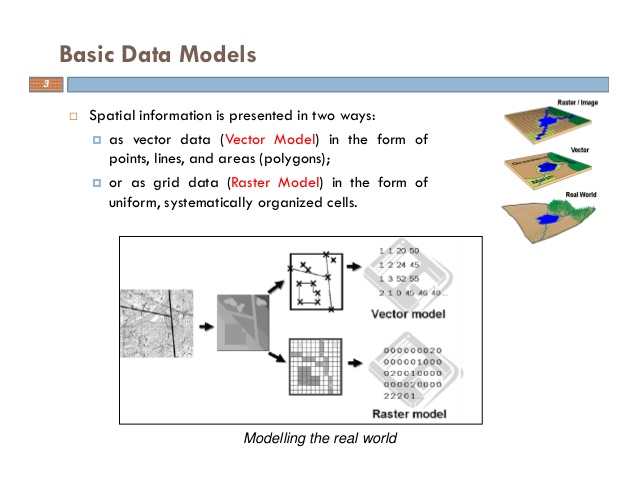 Basic Data Models
3
Spatial information is presented in two ways:
as vector data (Vector Model) in the form of
points, lines, and areas (polygons);
or as grid data (Raster Model) in the form of
uniform, systematically organized cells.
Raster / Image
Vector
Real World
1 1 20 50
1 2 24 45
1 3 52 55
2 1 0 45 46 40...
Vector model
000000020
000001000
020010000
000020000
22201...
Raster model
Modelling the real world